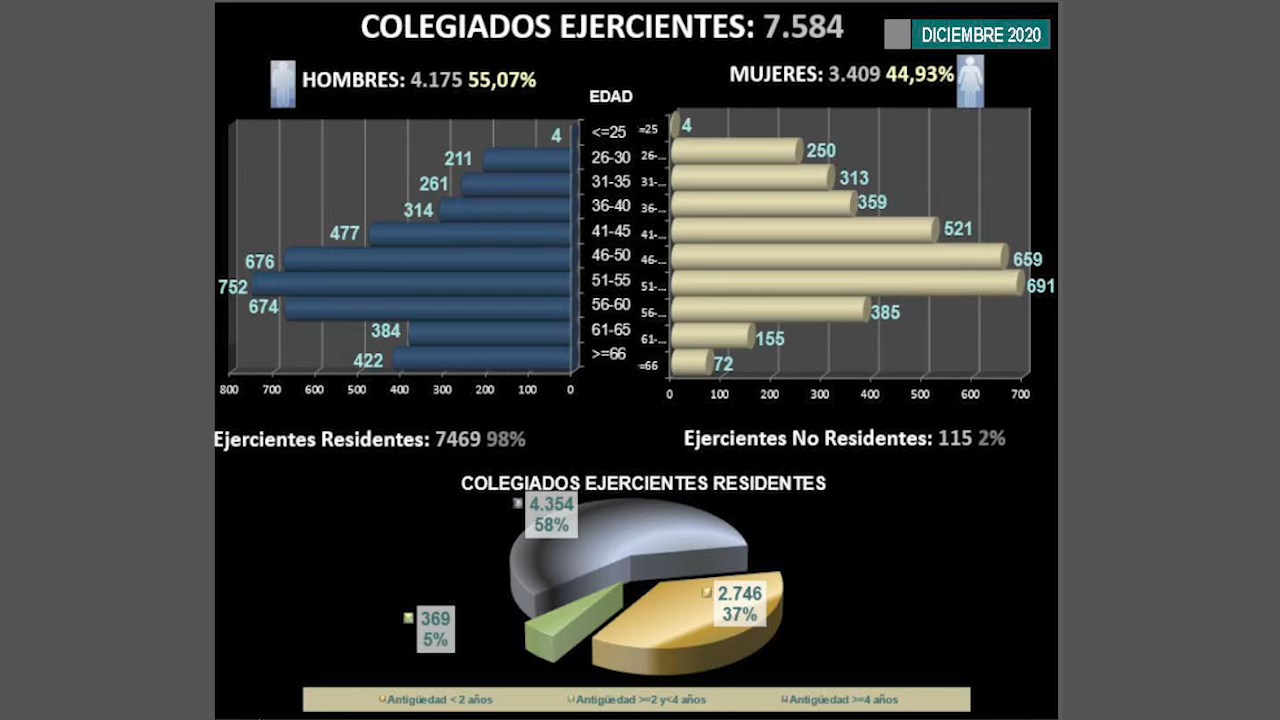 COLEGIADOS EJERCIENTES: 7.584
DICIEMBRE 2020
HOMBRES: 4.175 55,07%
MUJERES: 3.409 44,93%
EDAD
4 <=25 =25 4
211 26-30 26-... 250
261 31-35 31-... 313
314 36-40 36-... 359
477 41-45 41-... 521
676 46-50 46-... 659
752 51-55 51-... 691
674 56-60 56-... 385
384 61-65 61-... 155
422 >=66 =66 72
800 700 600 500 400 300 200 100 0
0 100 200 300 400 500 600 700
Ejercientes Residentes: 7469 98%
Ejercientes No Residentes: 115 2%
COLEGIADOS EJERCIENTES RESIDENTES
4.354
58%
2.746
37%
369
5%
Antigüedad < 2 años Antigüedad >=2 y<4 años Antigüedad >=4 años